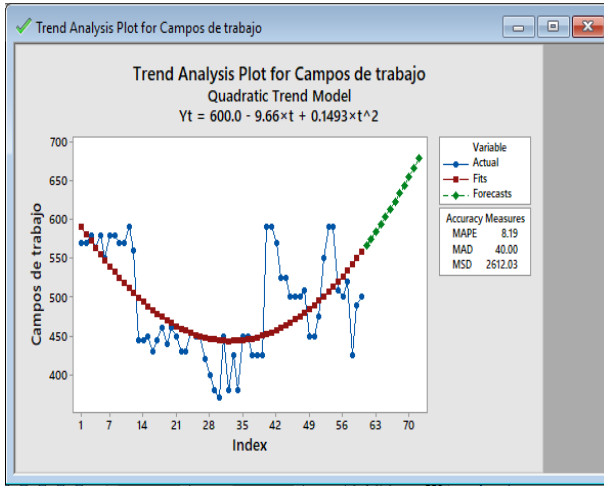 Trend Analysis Plot for Campos de trabajo
Trend Analysis Plot for Campos de trabajo
Quadratic Trend Model
Yt = 600.0 - 9.66×t + 0.1493×t^2
700
650
600
550
500
450
400
Campos de trabajo
1 7 14 21 28 35 42 49 56 63 70
Index
Variable
Actual
Fits
Forecasts
Accuracy Measures
MAPE 8.19
MAD 40.00
MSD 2612.03